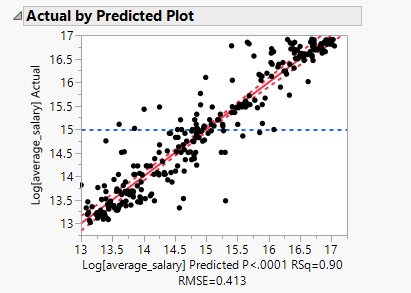 Actual by Predicted Plot
Log[average_salary] Actual
17
16.5
16
15.5
15
14.5
14
13.5
13
13 13.5 14 14.5 15 15.5 16 16.5 17
Log[average_salary] Predicted P<.0001 RSq=0.90
RMSE=0.413